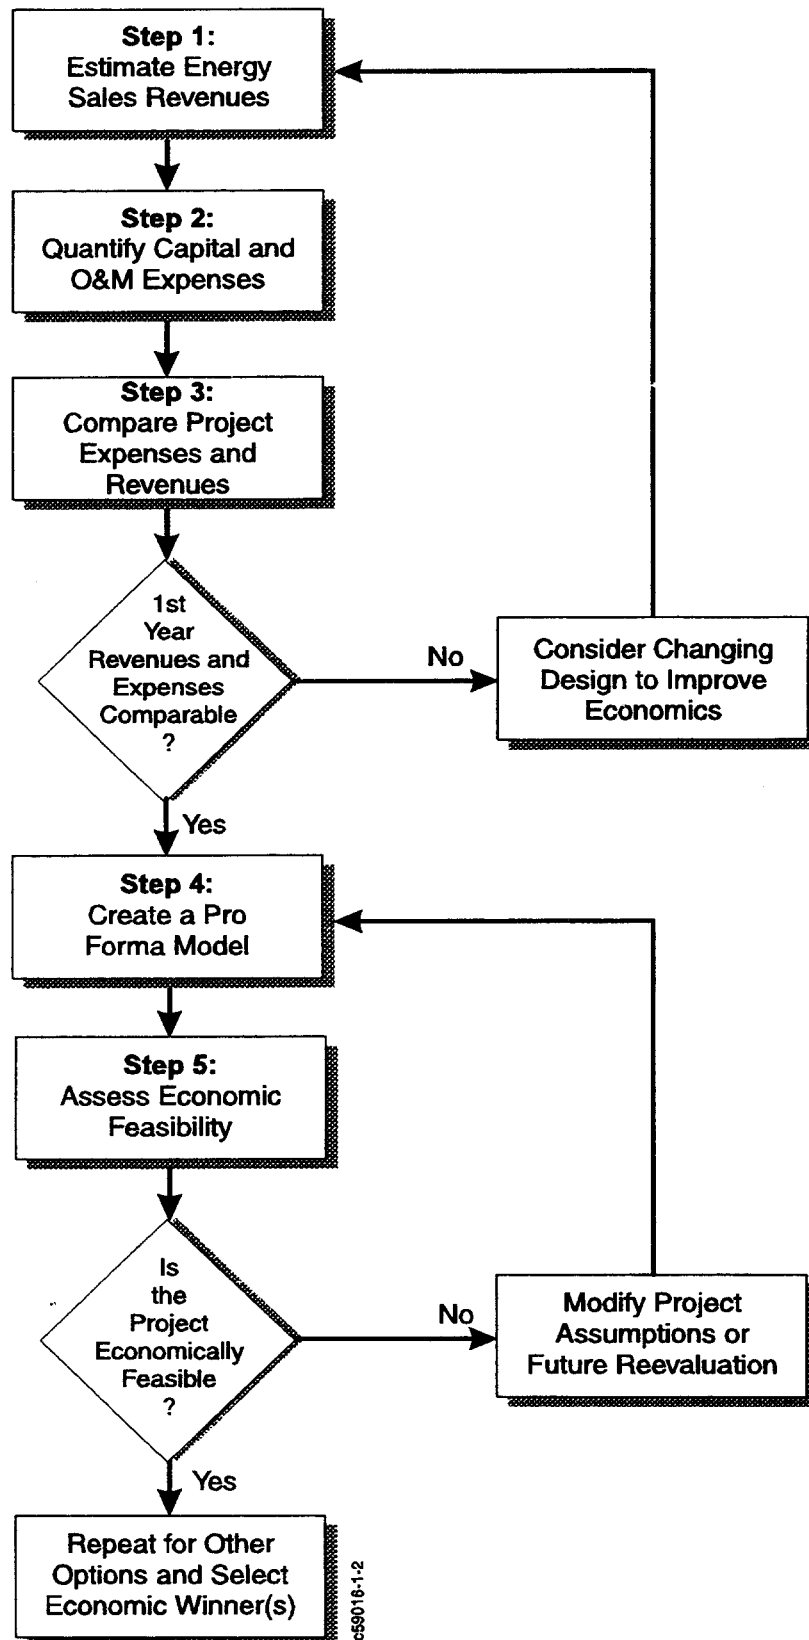 Step 1:
Estimate Energy
Sales Revenues
Step 2:
Quantify Capital and
O&M Expenses
Step 3:
Compare Project
Expenses and
Revenues
1st
Year
Revenues and
Expenses
Comparable
?
No
Consider Changing
Design to Improve
Economics
Yes
Step 4:
Create a Pro
Forma Model
Step 5:
Assess Economic
Feasibility
Is
the
Project
Economically
Feasible
?
No
Modify Project
Assumptions or
Future Reevaluation
Yes
Repeat for Other
Options and Select
Economic Winner(s)
c59016-1-2